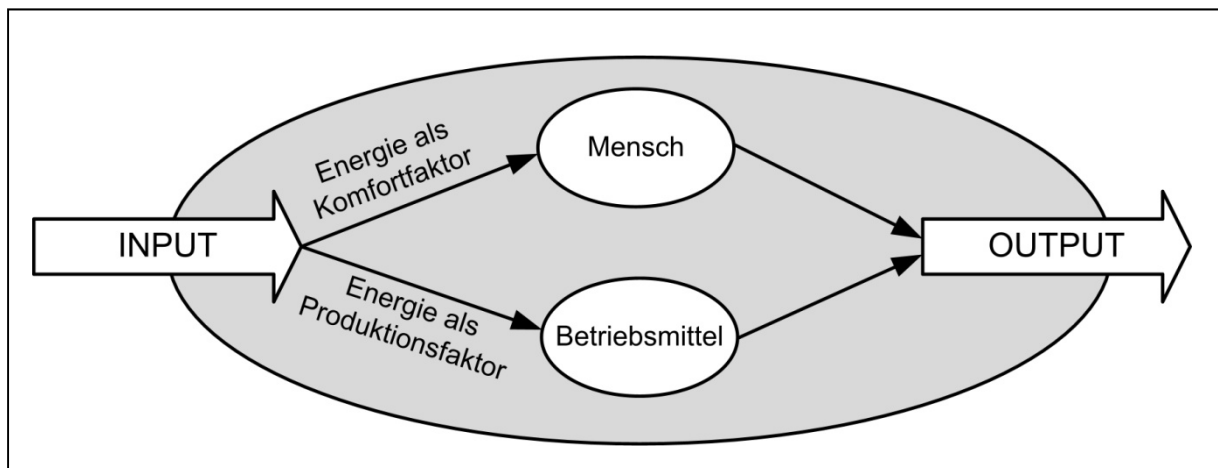 INPUT
Energie als
Komfortfaktor
Mensch
Energie als
Produktionsfaktor
Betriebsmittel
OUTPUT